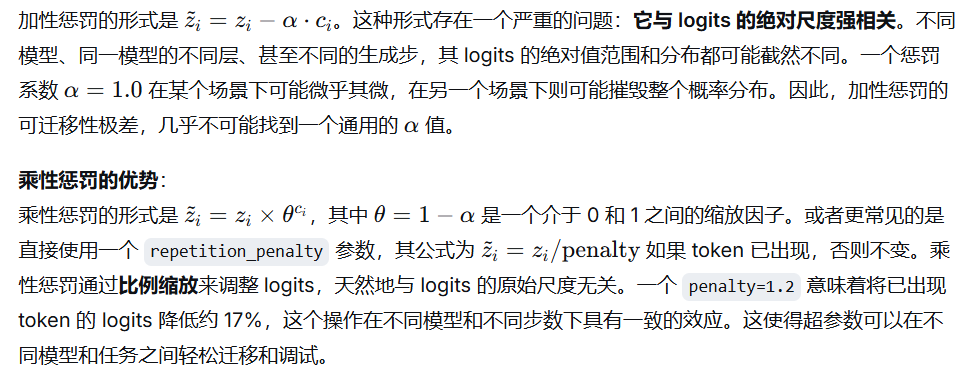 加性惩罚的形式是 z̃ᵢ = zᵢ − α · cᵢ。这种形式存在一个严重的问题：它与 logits 的绝对尺度强相关。不同
模型、同一模型的不同层、甚至不同的生成步，其 logits 的绝对值范围和分布都可能截然不同。一个惩罚
系数 α = 1.0 在某个场景下可能微乎其微，在另一个场景下则可能摧毁整个概率分布。因此，加性惩罚的
可迁移性极差，几乎不可能找到一个通用的 α 值。
乘性惩罚的优势：
乘性惩罚的形式是 z̃ᵢ = zᵢ × θ^{cᵢ}，其中 θ = 1 − α 是一个介于 0 和 1 之间的缩放因子。或者更常见的是
直接使用一个 repetition_penalty 参数，其公式为 z̃ᵢ = zᵢ/penalty 如果 token 已出现，否则不变。乘
性惩罚通过比例缩放来调整 logits，天然地与 logits 的原始尺度无关。一个 penalty=1.2 意味着将已出现
token 的 logits 降低约 17%，这个操作在不同模型和不同步数下具有一致的效应。这使得超参数可以在不
同模型和任务之间轻松迁移和调试。